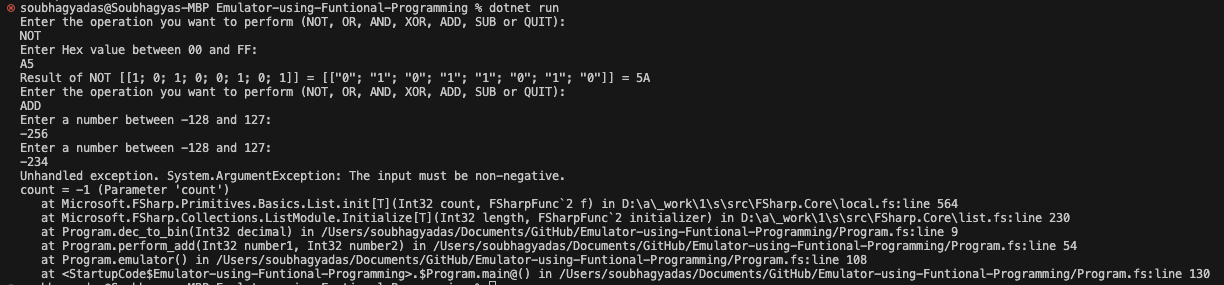 soubhagyadas@Soubhagyas-MBP Emulator-using-Funtional-Programming % dotnet run
Enter the operation you want to perform (NOT, OR, AND, XOR, ADD, SUB or QUIT):
NOT
Enter Hex value between 00 and FF:
A5
Result of NOT [[1; 0; 1; 0; 0; 1; 0; 1]] = [["0"; "1"; "0"; "1"; "1"; "0"; "1"; "0"]] = 5A
Enter the operation you want to perform (NOT, OR, AND, XOR, ADD, SUB or QUIT):
ADD
Enter a number between -128 and 127:
-256
Enter a number between -128 and 127:
-234
Unhandled exception. System.ArgumentException: The input must be non-negative.
count = -1 (Parameter 'count')
at Microsoft.FSharp.Primitives.Basics.List.init[T](Int32 count, FSharpFunc`2 f) in D:\a\_work\1\s\src\FSharp.Core\local.fs:line 564
at Microsoft.FSharp.Collections.ListModule.Initialize[T](Int32 length, FSharpFunc`2 initializer) in D:\a\_work\1\s\src\FSharp.Core\list.fs:line 230
at Program.dec_to_bin(Int32 decimal) in /Users/soubhagyadas/Documents/GitHub/Emulator-using-Funtional-Programming/Program.fs:line 9
at Program.perform_add(Int32 number1, Int32 number2) in /Users/soubhagyadas/Documents/GitHub/Emulator-using-Funtional-Programming/Program.fs:line 54
at Program.emulator() in /Users/soubhagyadas/Documents/GitHub/Emulator-using-Funtional-Programming/Program.fs:line 108
at <StartupCode$Emulator-using-Funtional-Programming>.$Program.main@() in /Users/soubhagyadas/Documents/GitHub/Emulator-using-Funtional-Programming/Program.fs:line 130